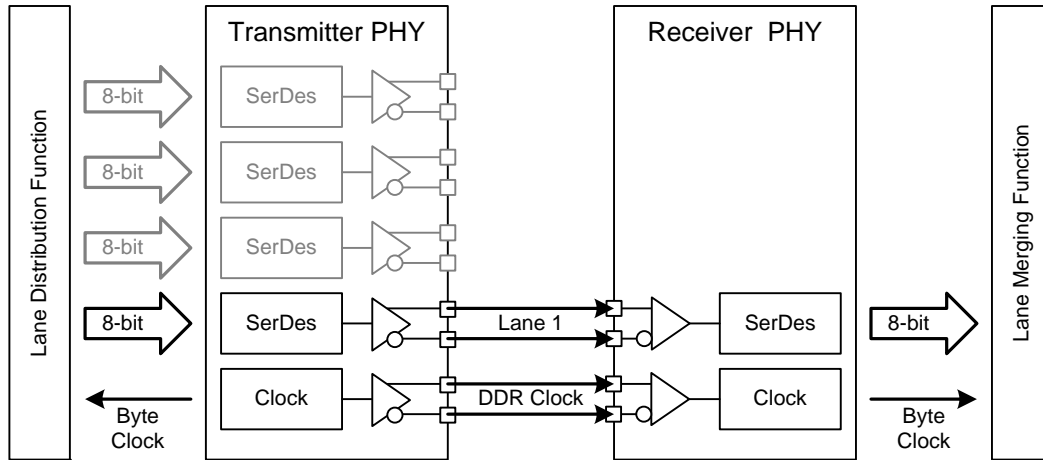 Transmitter PHY
Receiver PHY
Lane Distribution Function
8-bit
SerDes
8-bit
SerDes
8-bit
SerDes
8-bit
SerDes
Lane 1
SerDes
8-bit
Lane Merging Function
Byte
Clock
Clock
DDR Clock
Clock
Byte
Clock